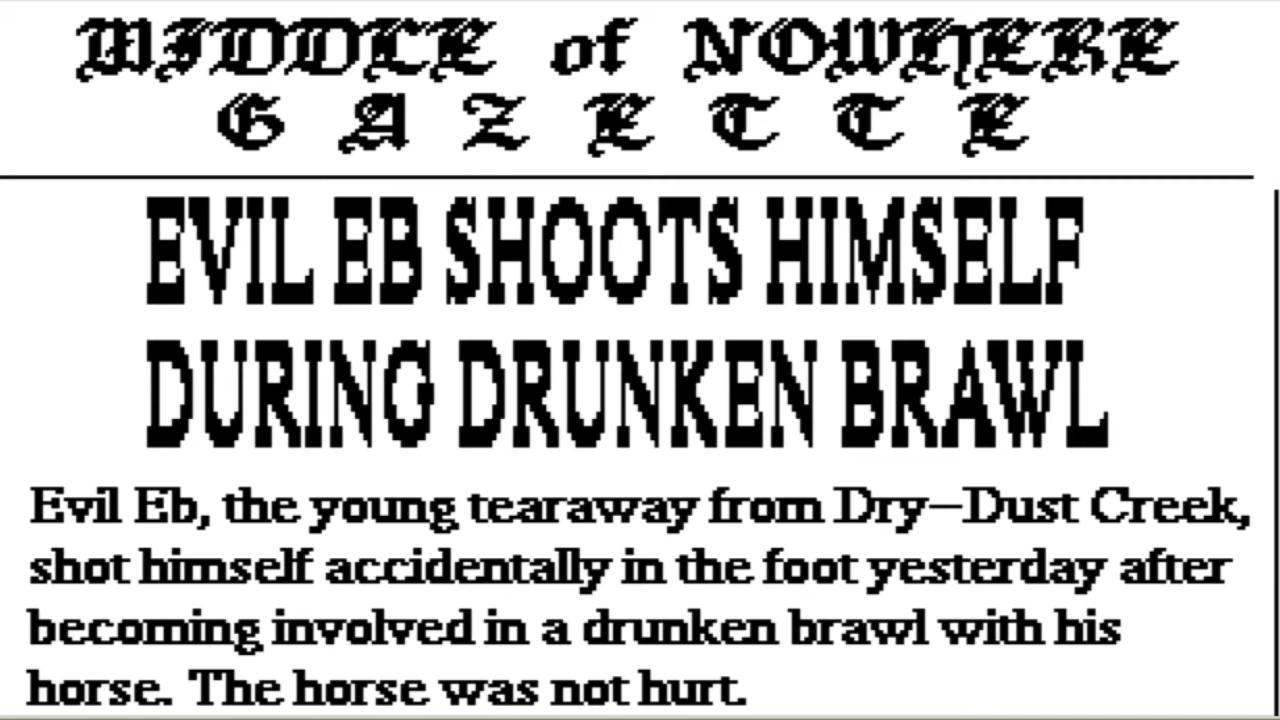 MIDDLE of NOWHERE
GAZETTE
EVIL EB SHOOTS HIMSELF
DURING DRUNKEN BRAWL
Evil Eb, the young tearaway from Dry-Dust Creek,
shot himself accidentally in the foot yesterday after
becoming involved in a drunken brawl with his
horse. The horse was not hurt.